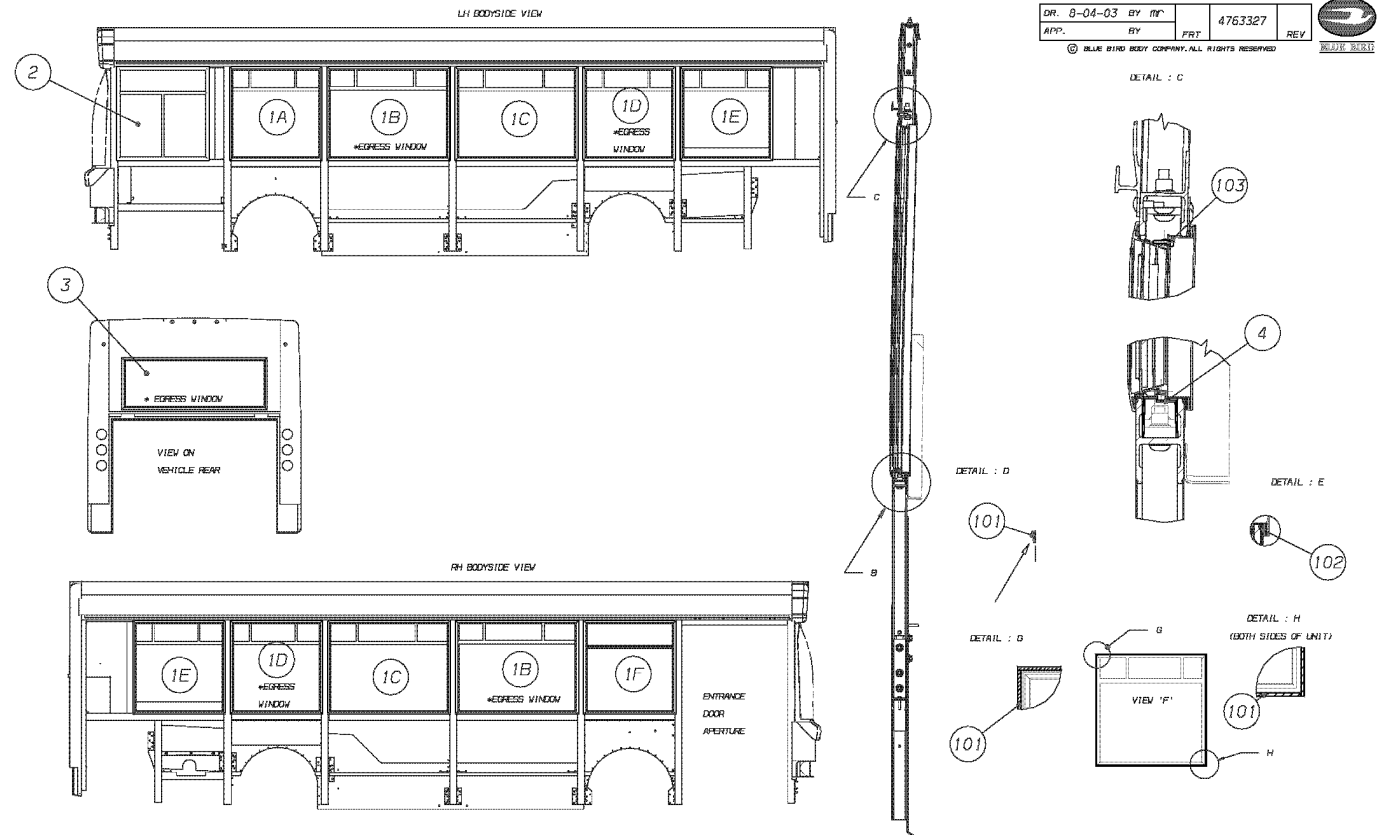 LH BODYSIDE VIEW
DR. 8-04-03 BY mr
APP. BY
PRT 4763327 REV
© BLUE BIRD BODY COMPANY. ALL RIGHTS RESERVED
BLUE BIRD
DETAIL : C
2
1A
1B
*EGRESS WINDOW
1C
1D
*EGRESS
WINDOW
1E
C
103
3
* EGRESS WINDOW
VIEW ON
VEHICLE REAR
4
B
DETAIL : D
101
DETAIL : E
102
RH BODYSIDE VIEW
1E
1D
*EGRESS
WINDOW
1C
1B
*EGRESS WINDOW
1F
ENTRANCE
DOOR
APERTURE
DETAIL : G
101
G
VIEW 'F'
H
DETAIL : H
(BOTH SIDES OF UNIT)
101